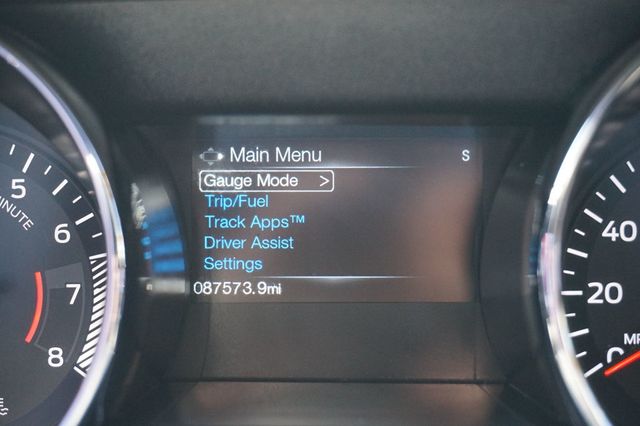 Main Menu S
Gauge Mode >
Trip/Fuel
Track Apps™
Driver Assist
Settings
087573.9mi
5
6
7
8
40
20
0